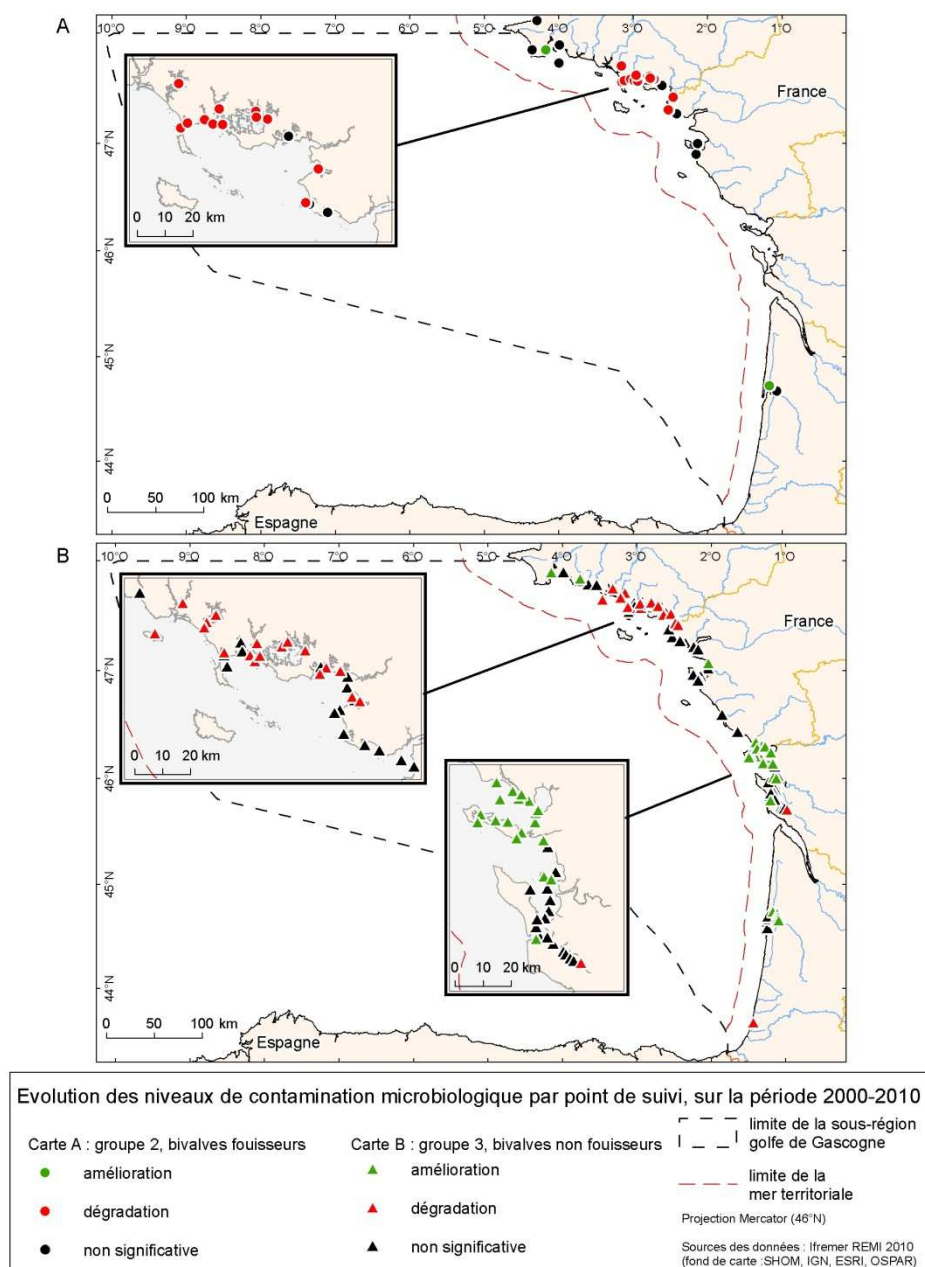 A
10°O 9°O 8°O 7°O 6°O 5°O 4°O 3°O 2°O 1°O
France
47°N
46°N
45°N
44°N
0 10 20 km
0 50 100 km
Espagne
B
10°O 9°O 8°O 7°O 6°O 5°O 4°O 3°O 2°O 1°O
France
47°N
46°N
45°N
44°N
0 10 20 km
0 10 20 km
0 50 100 km
Espagne
Evolution des niveaux de contamination microbiologique par point de suivi, sur la période 2000-2010
Carte A : groupe 2, bivalves fouisseurs
amélioration
dégradation
non significative
Carte B : groupe 3, bivalves non fouisseurs
amélioration
dégradation
non significative
limite de la sous-région
golfe de Gascogne
limite de la
mer territoriale
Projection Mercator (46°N)
Sources des données : Ifremer REMI 2010
(fond de carte :SHOM, IGN, ESRI, OSPAR)